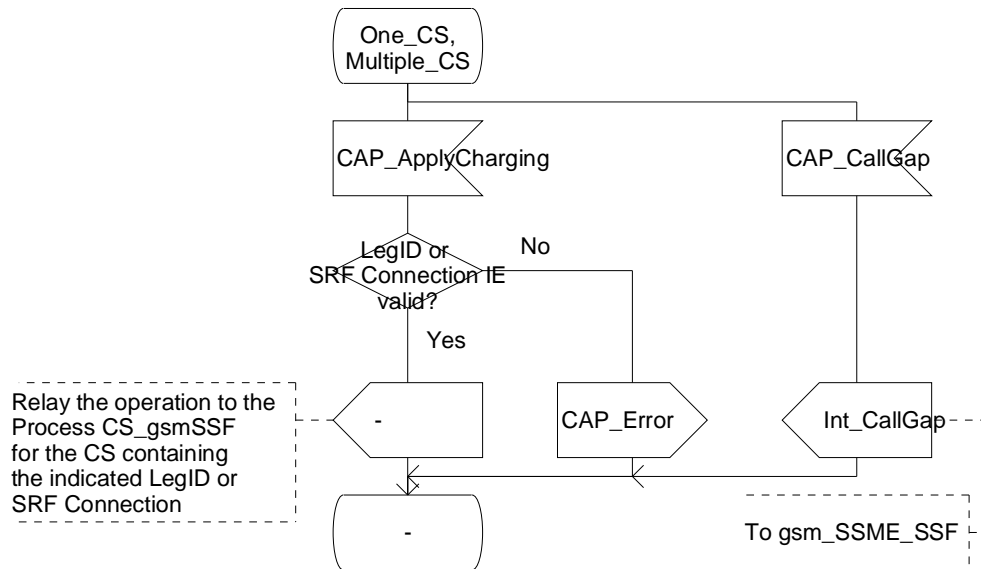 One_CS,
Multiple_CS
CAP_ApplyCharging
CAP_CallGap
LegID or
SRF Connection IE
valid?
No
Yes
Relay the operation to the
Process CS_gsmSSF
for the CS containing
the indicated LegID or
SRF Connection
-
CAP_Error
Int_CallGap
-
To gsm_SSME_SSF